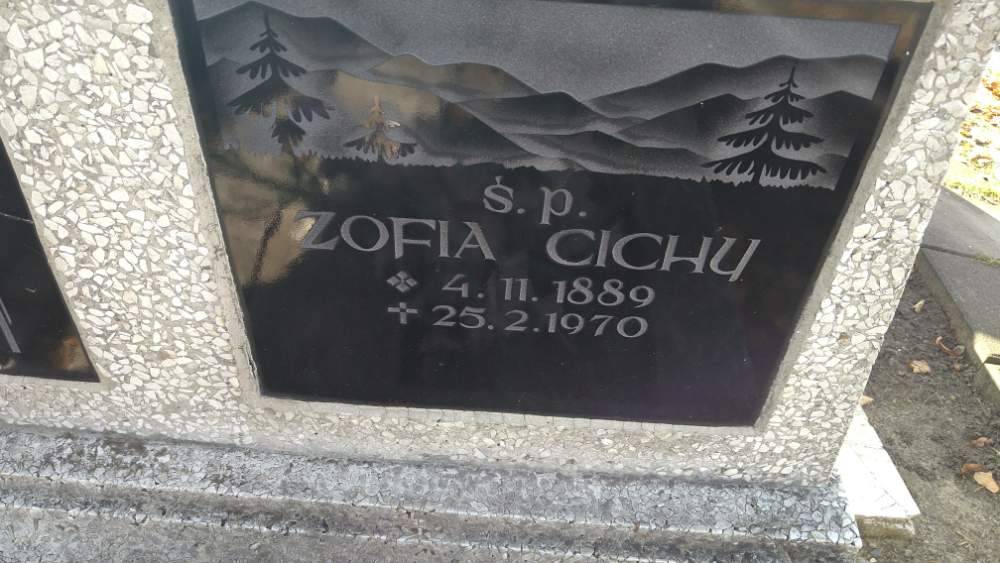 ś. p.
ZOFIA CICHY
4. 11. 1889
✝ 25. 2. 1970